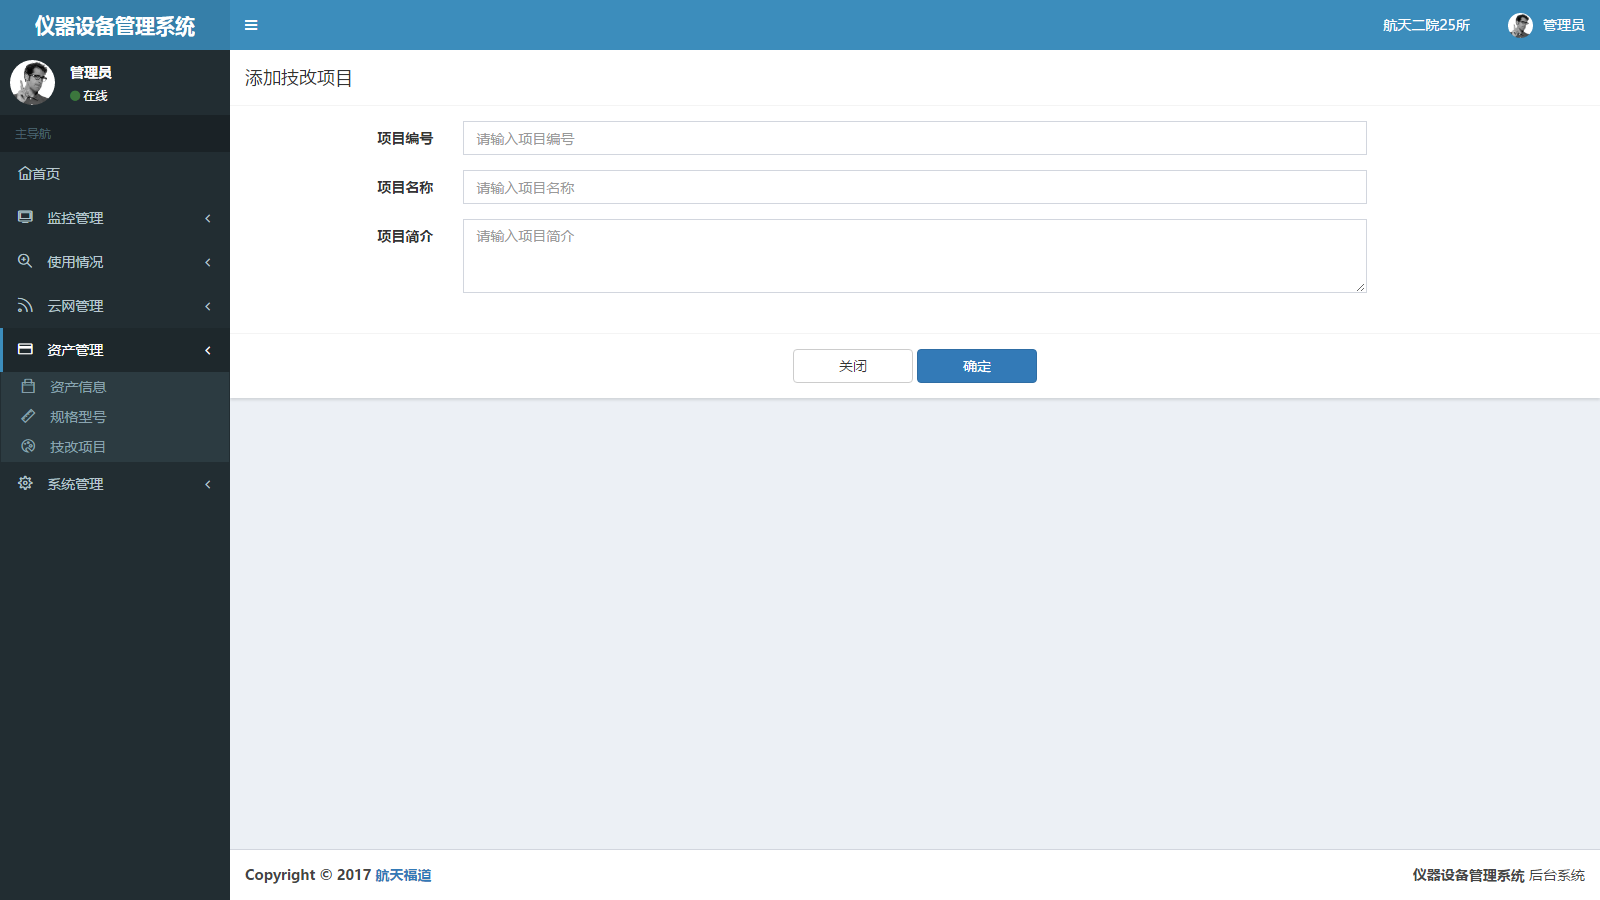 仪器设备管理系统
航天二院25所
管理员
管理员
在线
主导航
首页
监控管理
使用情况
云网管理
资产管理
资产信息
规格型号
技改项目
系统管理
添加技改项目
项目编号
请输入项目编号
项目名称
请输入项目名称
项目简介
请输入项目简介
关闭
确定
Copyright © 2017 航天福道
仪器设备管理系统 后台系统